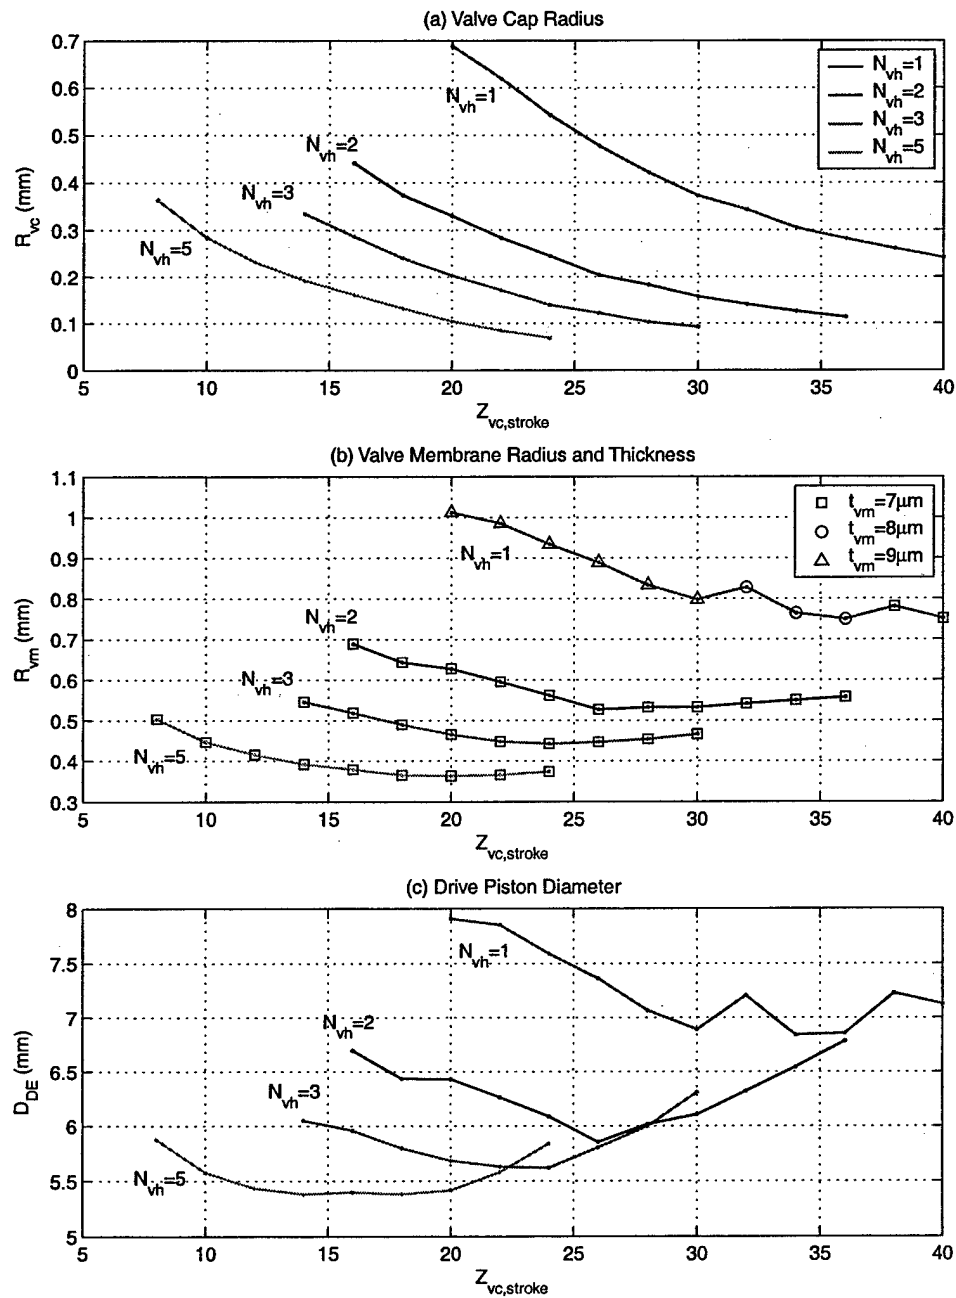 (a) Valve Cap Radius
0.7
0.6
0.5
0.4
0.3
0.2
0.1
0
R_vc (mm)
N_vh=1
N_vh=2
N_vh=3
N_vh=5
N_vh=1
N_vh=2
N_vh=3
N_vh=5
5 10 15 20 25 30 35 40
Z_vc,stroke
(b) Valve Membrane Radius and Thickness
1.1
1
0.9
0.8
0.7
0.6
0.5
0.4
0.3
R_vm (mm)
N_vh=1
N_vh=2
N_vh=3
N_vh=5
t_vm=7μm
t_vm=8μm
t_vm=9μm
5 10 15 20 25 30 35 40
Z_vc,stroke
(c) Drive Piston Diameter
8
7.5
7
6.5
6
5.5
5
D_DE (mm)
N_vh=1
N_vh=2
N_vh=3
N_vh=5
5 10 15 20 25 30 35 40
Z_vc,stroke